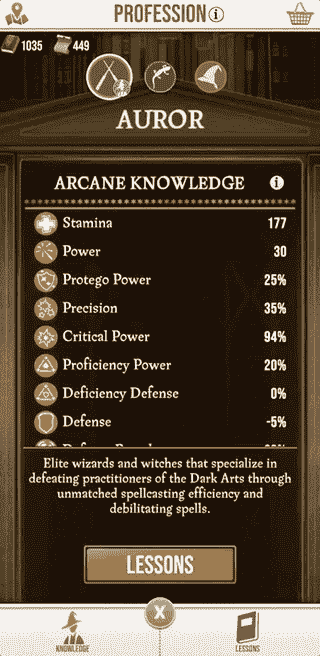 PROFESSION
1035 449
AUROR
ARCANE KNOWLEDGE
Stamina 177
Power 30
Protego Power 25%
Precision 35%
Critical Power 94%
Proficiency Power 20%
Deficiency Defense 0%
Defense -5%
Elite wizards and witches that specialize in
defeating practitioners of the Dark Arts through
unmatched spellcasting efficiency and
debilitating spells.
LESSONS
X
KNOWLEDGE LESSONS